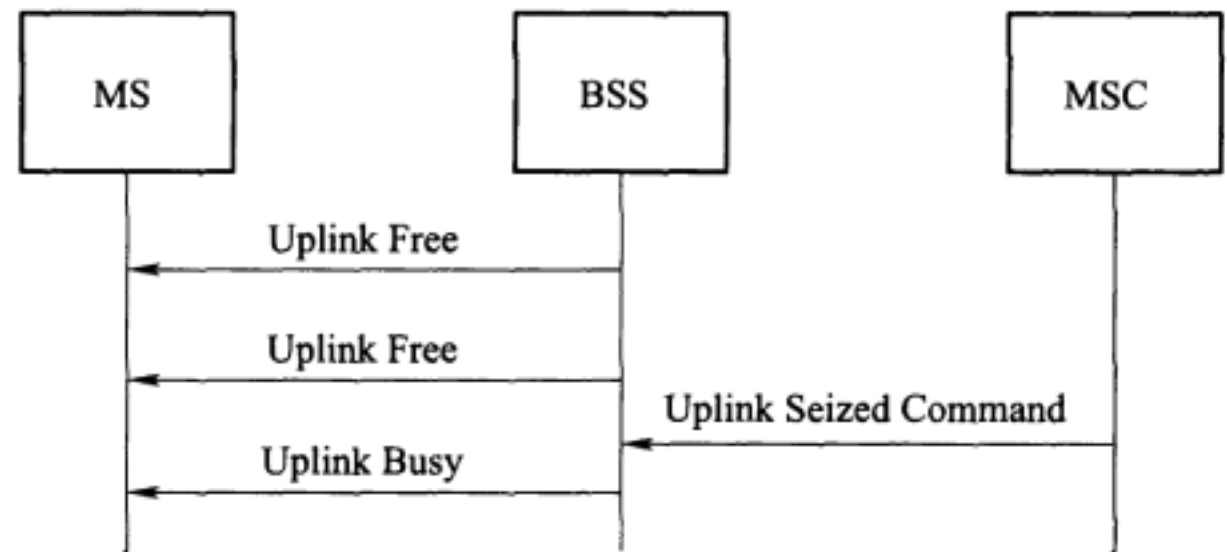 MS
BSS
MSC
Uplink Free
Uplink Free
Uplink Seized Command
Uplink Busy